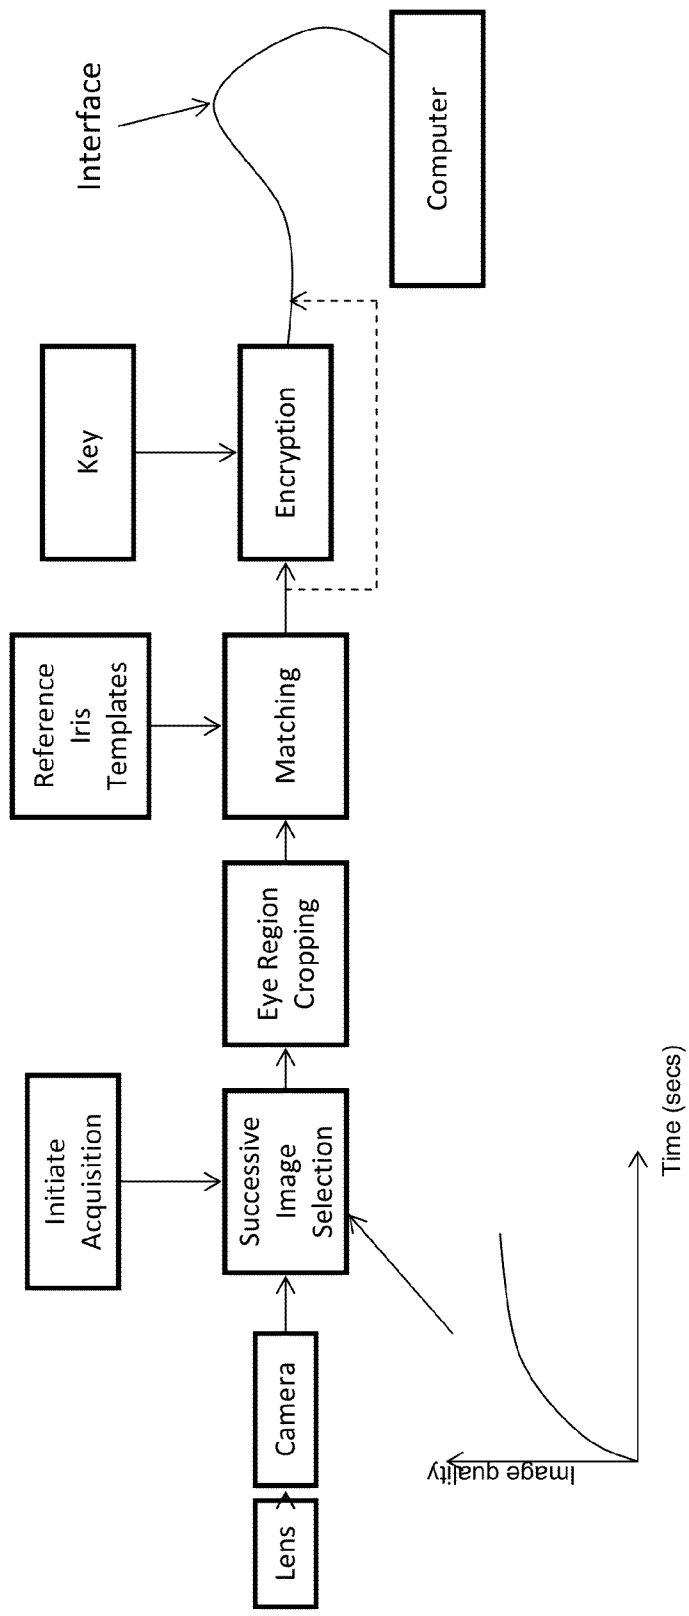 Lens
Camera
Initiate
Acquisition
Successive
Image
Selection
Eye Region
Cropping
Reference
Iris
Templates
Matching
Key
Encryption
Interface
Computer
Image quality
Time (secs)